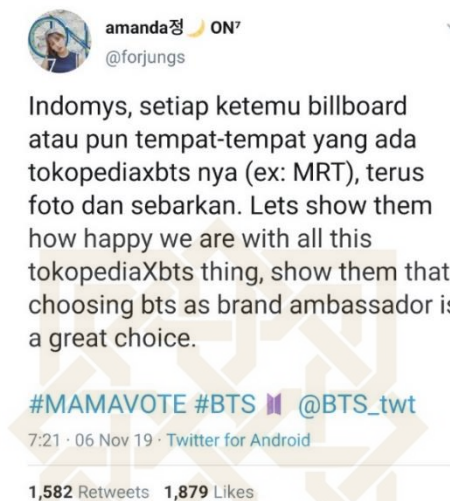 amanda정🌙 ON⁷
@forjungs
Indomys, setiap ketemu billboard
atau pun tempat-tempat yang ada
tokopediaxbts nya (ex: MRT), terus
foto dan sebarkan. Lets show them
how happy we are with all this
tokopediaXbts thing, show them that
choosing bts as brand ambassador is
a great choice.
#MAMAVOTE #BTS @BTS_twt
7:21 · 06 Nov 19 · Twitter for Android
1,582 Retweets 1,879 Likes